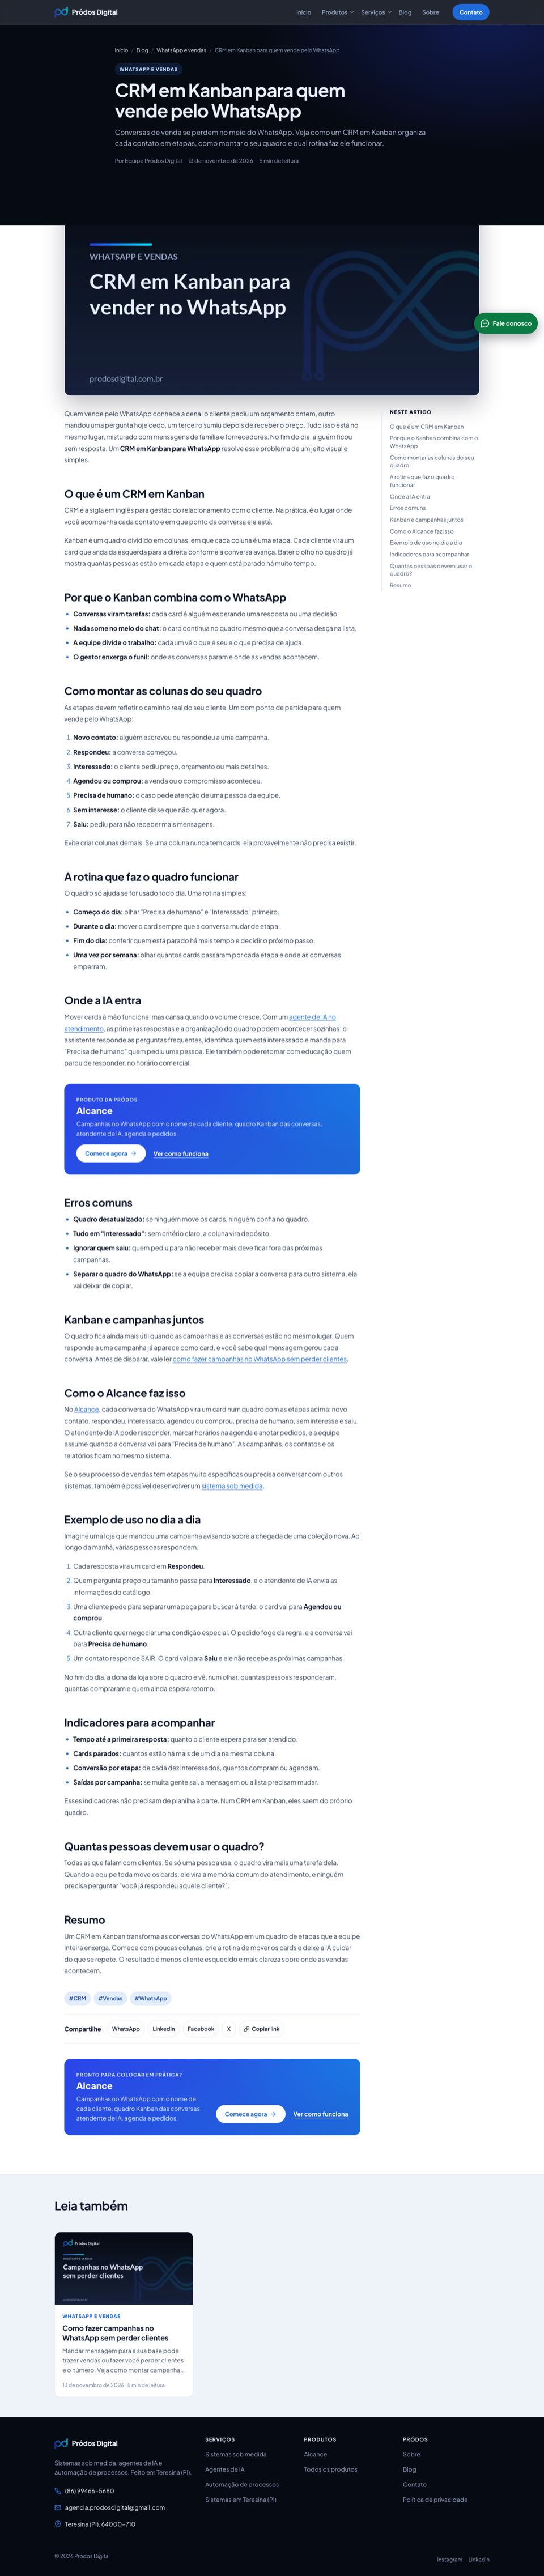 Pródos Digital
Início
Produtos
Serviços
Blog
Sobre
Contato
Início / Blog / WhatsApp e vendas / CRM em Kanban para quem vende pelo WhatsApp
WHATSAPP E VENDAS
CRM em Kanban para quem
vende pelo WhatsApp
Conversas de venda se perdem no meio do WhatsApp. Veja como um CRM em Kanban organiza
cada contato em etapas, como montar o seu quadro e qual rotina faz ele funcionar.
Por Equipe Pródos Digital
13 de novembro de 2026
5 min de leitura
WHATSAPP E VENDAS
CRM em Kanban para
vender no WhatsApp
prodosdigital.com.br
Fale conosco
Quem vende pelo WhatsApp conhece a cena: o cliente pediu um orçamento ontem, outro
mandou uma pergunta hoje cedo, um terceiro sumiu depois de receber o preço. Tudo isso está no
mesmo lugar, misturado com mensagens de família e fornecedores. No fim do dia, alguém ficou
sem resposta. Um CRM em Kanban para WhatsApp resolve esse problema de um jeito visual e
simples.
O que é um CRM em Kanban
CRM é a sigla em inglês para gestão do relacionamento com o cliente. Na prática, é o lugar onde
você acompanha cada contato e em que ponto da conversa ele está.
Kanban é um quadro dividido em colunas, em que cada coluna é uma etapa. Cada cliente vira um
card que anda da esquerda para a direita conforme a conversa avança. Bater o olho no quadro já
mostra quantas pessoas estão em cada etapa e quem está parado há muito tempo.
Por que o Kanban combina com o WhatsApp
Conversas viram tarefas: cada card é alguém esperando uma resposta ou uma decisão.
Nada some no meio do chat: o card continua no quadro mesmo que a conversa desça na lista.
A equipe divide o trabalho: cada um vê o que é seu e o que precisa de ajuda.
O gestor enxerga o funil: onde as conversas param e onde as vendas acontecem.
Como montar as colunas do seu quadro
As etapas devem refletir o caminho real do seu cliente. Um bom ponto de partida para quem
vende pelo WhatsApp:
1. Novo contato: alguém escreveu ou respondeu a uma campanha.
2. Respondeu: a conversa começou.
3. Interessado: o cliente pediu preço, orçamento ou mais detalhes.
4. Agendou ou comprou: a venda ou o compromisso aconteceu.
5. Precisa de humano: o caso pede atenção de uma pessoa da equipe.
6. Sem interesse: o cliente disse que não quer agora.
7. Saiu: pediu para não receber mais mensagens.
Evite criar colunas demais. Se uma coluna nunca tem cards, ela provavelmente não precisa existir.
A rotina que faz o quadro funcionar
O quadro só ajuda se for usado todo dia. Uma rotina simples:
Começo do dia: olhar "Precisa de humano" e "Interessado" primeiro.
Durante o dia: mover o card sempre que a conversa mudar de etapa.
Fim do dia: conferir quem está parado há mais tempo e decidir o próximo passo.
Uma vez por semana: olhar quantos cards passaram por cada etapa e onde as conversas
emperram.
Onde a IA entra
Mover cards à mão funciona, mas cansa quando o volume cresce. Com um agente de IA no
atendimento, as primeiras respostas e a organização do quadro podem acontecer sozinhas: o
assistente responde as perguntas frequentes, identifica quem está interessado e manda para
"Precisa de humano" quem pediu uma pessoa. Ele também pode retomar com educação quem
parou de responder, no horário comercial.
PRODUTO DA PRÓDOS
Alcance
Campanhas no WhatsApp com o nome de cada cliente, quadro Kanban das conversas,
atendente de IA, agenda e pedidos.
Comece agora →
Ver como funciona
Erros comuns
Quadro desatualizado: se ninguém move os cards, ninguém confia no quadro.
Tudo em "interessado": sem critério claro, a coluna vira depósito.
Ignorar quem saiu: quem pediu para não receber mais deve ficar fora das próximas
campanhas.
Separar o quadro do WhatsApp: se a equipe precisa copiar a conversa para outro sistema, ela
vai deixar de copiar.
Kanban e campanhas juntos
O quadro fica ainda mais útil quando as campanhas e as conversas estão no mesmo lugar. Quem
responde a uma campanha já aparece como card, e você sabe qual mensagem gerou cada
conversa. Antes de disparar, vale ler como fazer campanhas no WhatsApp sem perder clientes.
Como o Alcance faz isso
No Alcance, cada conversa do WhatsApp vira um card num quadro com as etapas acima: novo
contato, respondeu, interessado, agendou ou comprou, precisa de humano, sem interesse e saiu.
O atendente de IA pode responder, marcar horários na agenda e anotar pedidos, e a equipe
assume quando a conversa vai para "Precisa de humano". As campanhas, os contatos e os
relatórios ficam no mesmo sistema.
Se o seu processo de vendas tem etapas muito específicas ou precisa conversar com outros
sistemas, também é possível desenvolver um sistema sob medida.
Exemplo de uso no dia a dia
Imagine uma loja que mandou uma campanha avisando sobre a chegada de uma coleção nova. Ao
longo da manhã, várias pessoas respondem.
1. Cada resposta vira um card em Respondeu.
2. Quem pergunta preço ou tamanho passa para Interessado, e o atendente de IA envia as
informações do catálogo.
3. Uma cliente pede para separar uma peça para buscar à tarde: o card vai para Agendou ou
comprou.
4. Outra cliente quer negociar uma condição especial. O pedido foge da regra, e a conversa vai
para Precisa de humano.
5. Um contato responde SAIR. O card vai para Saiu e ele não recebe as próximas campanhas.
No fim do dia, a dona da loja abre o quadro e vê, num olhar, quantas pessoas responderam,
quantas compraram e quem ainda espera retorno.
Indicadores para acompanhar
Tempo até a primeira resposta: quanto o cliente espera para ser atendido.
Cards parados: quantos estão há mais de um dia na mesma coluna.
Conversão por etapa: de cada dez interessados, quantos compram ou agendam.
Saídas por campanha: se muita gente sai, a mensagem ou a lista precisam mudar.
Esses indicadores não precisam de planilha à parte. Num CRM em Kanban, eles saem do próprio
quadro.
Quantas pessoas devem usar o quadro?
Todas as que falam com clientes. Se só uma pessoa usa, o quadro vira mais uma tarefa dela.
Quando a equipe toda move os cards, ele vira a memória comum do atendimento, e ninguém
precisa perguntar "você já respondeu aquele cliente?".
Resumo
Um CRM em Kanban transforma as conversas do WhatsApp em um quadro de etapas que a equipe
inteira enxerga. Comece com poucas colunas, crie a rotina de mover os cards e deixe a IA cuidar
do que se repete. O resultado é menos cliente esquecido e mais clareza sobre onde as vendas
acontecem.
#CRM
#Vendas
#WhatsApp
Compartilhe
WhatsApp
LinkedIn
Facebook
X
Copiar link
PRONTO PARA COLOCAR EM PRÁTICA?
Alcance
Campanhas no WhatsApp com o nome de
cada cliente, quadro Kanban das conversas,
atendente de IA, agenda e pedidos.
Comece agora →
Ver como funciona
NESTE ARTIGO
O que é um CRM em Kanban
Por que o Kanban combina com o
WhatsApp
Como montar as colunas do seu
quadro
A rotina que faz o quadro
funcionar
Onde a IA entra
Erros comuns
Kanban e campanhas juntos
Como o Alcance faz isso
Exemplo de uso no dia a dia
Indicadores para acompanhar
Quantas pessoas devem usar o
quadro?
Resumo
Leia também
Pródos Digital
WHATSAPP E VENDAS
Campanhas no WhatsApp
sem perder clientes
WHATSAPP E VENDAS
Como fazer campanhas no
WhatsApp sem perder clientes
Mandar mensagem para a sua base pode
trazer vendas ou fazer você perder clientes
e o número. Veja como montar campanha...
13 de novembro de 2026 · 5 min de leitura
Pródos Digital
Sistemas sob medida, agentes de IA e
automação de processos. Feito em Teresina (PI).
(86) 99466-5680
agencia.prodosdigital@gmail.com
Teresina (PI), 64000-710
SERVIÇOS
Sistemas sob medida
Agentes de IA
Automação de processos
Sistemas em Teresina (PI)
PRODUTOS
Alcance
Todos os produtos
PRÓDOS
Sobre
Blog
Contato
Política de privacidade
© 2026 Pródos Digital
Instagram
LinkedIn